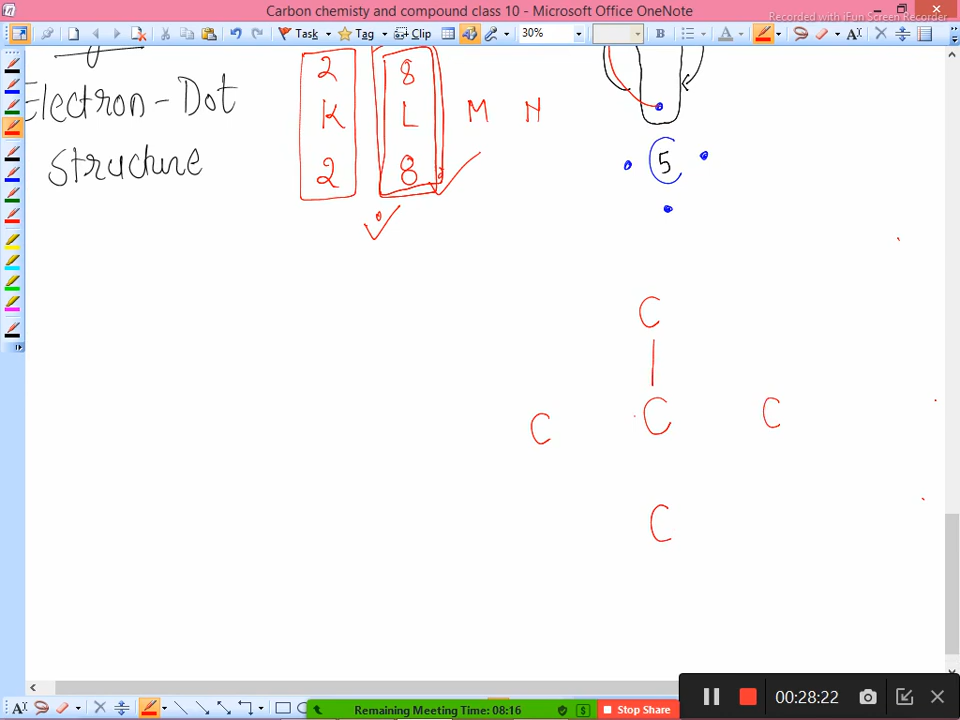 Carbon chemisty and compound class 10 - Microsoft Office OneNote
Recorded with iFun Screen Recorder
Task Tag Clip 30% B A
2 8
Electron-Dot K L M N
structure 2 8
5
C
C C C
C
Remaining Meeting Time: 08:16
Stop Share
00:28:22